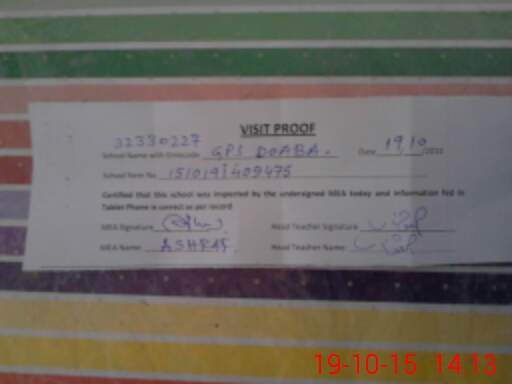 VISIT PROOF
32330227
School Name with Emiscode GPS DOABA. Date 19/10/2015
School Form No 151019
Certified that this school was inspected by the undersigned MEA today and information fed in
Tablet Phone is correct as per record
MEA Signature Head Teacher Signature
MEA Name: ASHRAF Head Teacher Name:
19-10-15 14:13